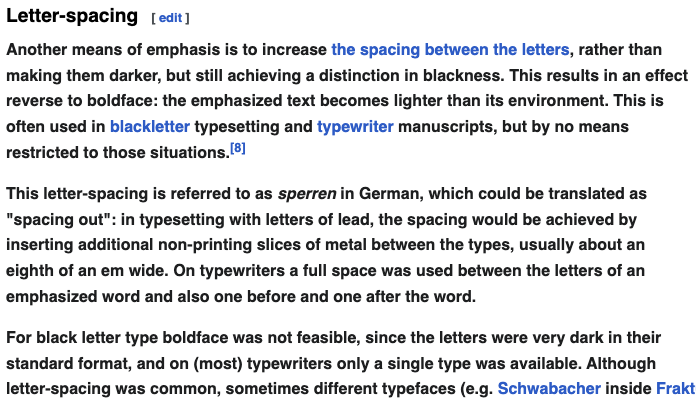 Letter-spacing [ edit ]
Another means of emphasis is to increase the spacing between the letters, rather than
making them darker, but still achieving a distinction in blackness. This results in an effect
reverse to boldface: the emphasized text becomes lighter than its environment. This is
often used in blackletter typesetting and typewriter manuscripts, but by no means
restricted to those situations.[8]
This letter-spacing is referred to as sperren in German, which could be translated as
"spacing out": in typesetting with letters of lead, the spacing would be achieved by
inserting additional non-printing slices of metal between the types, usually about an
eighth of an em wide. On typewriters a full space was used between the letters of an
emphasized word and also one before and one after the word.
For black letter type boldface was not feasible, since the letters were very dark in their
standard format, and on (most) typewriters only a single type was available. Although
letter-spacing was common, sometimes different typefaces (e.g. Schwabacher inside Frakt